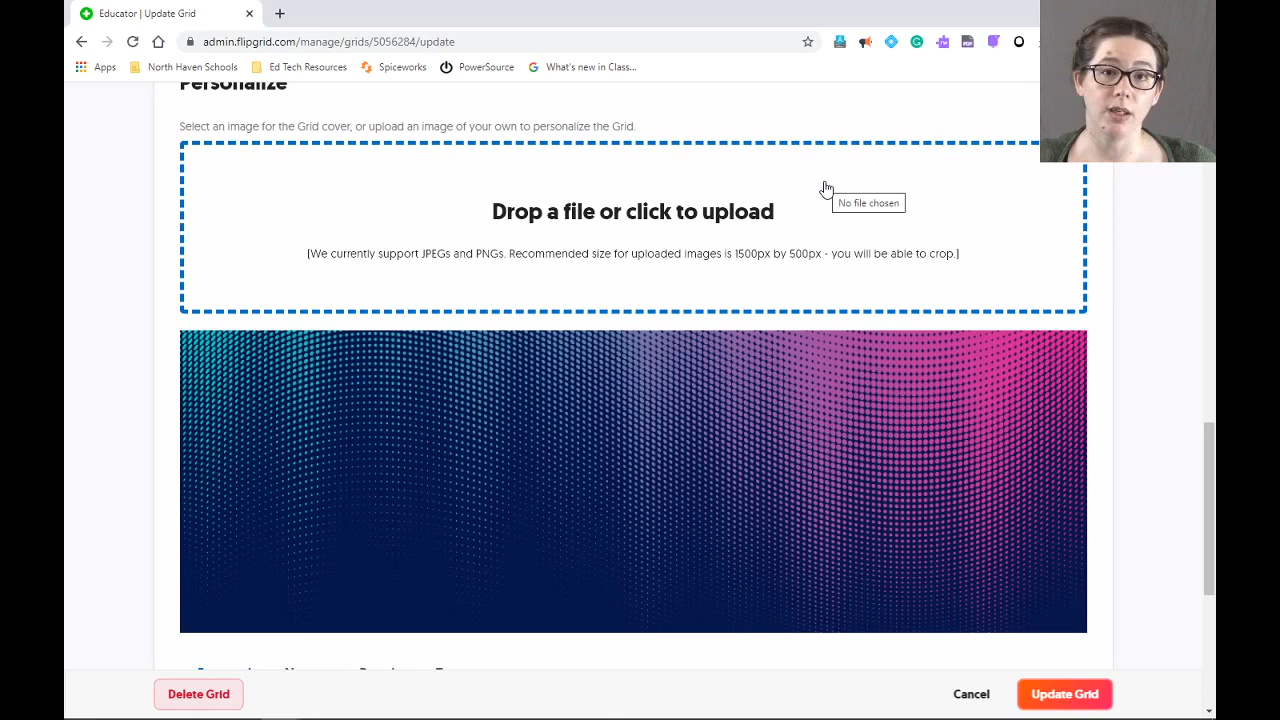 Educator | Update Grid
admin.flipgrid.com/manage/grids/5056284/update
Apps North Haven Schools Ed Tech Resources Spiceworks PowerSource What's new in Class...
Personalize
Select an image for the Grid cover, or upload an image of your own to personalize the Grid.
No file chosen
Drop a file or click to upload
[We currently support JPEGs and PNGs. Recommended size for uploaded images is 1500px by 500px - you will be able to crop.]
Delete Grid Cancel Update Grid